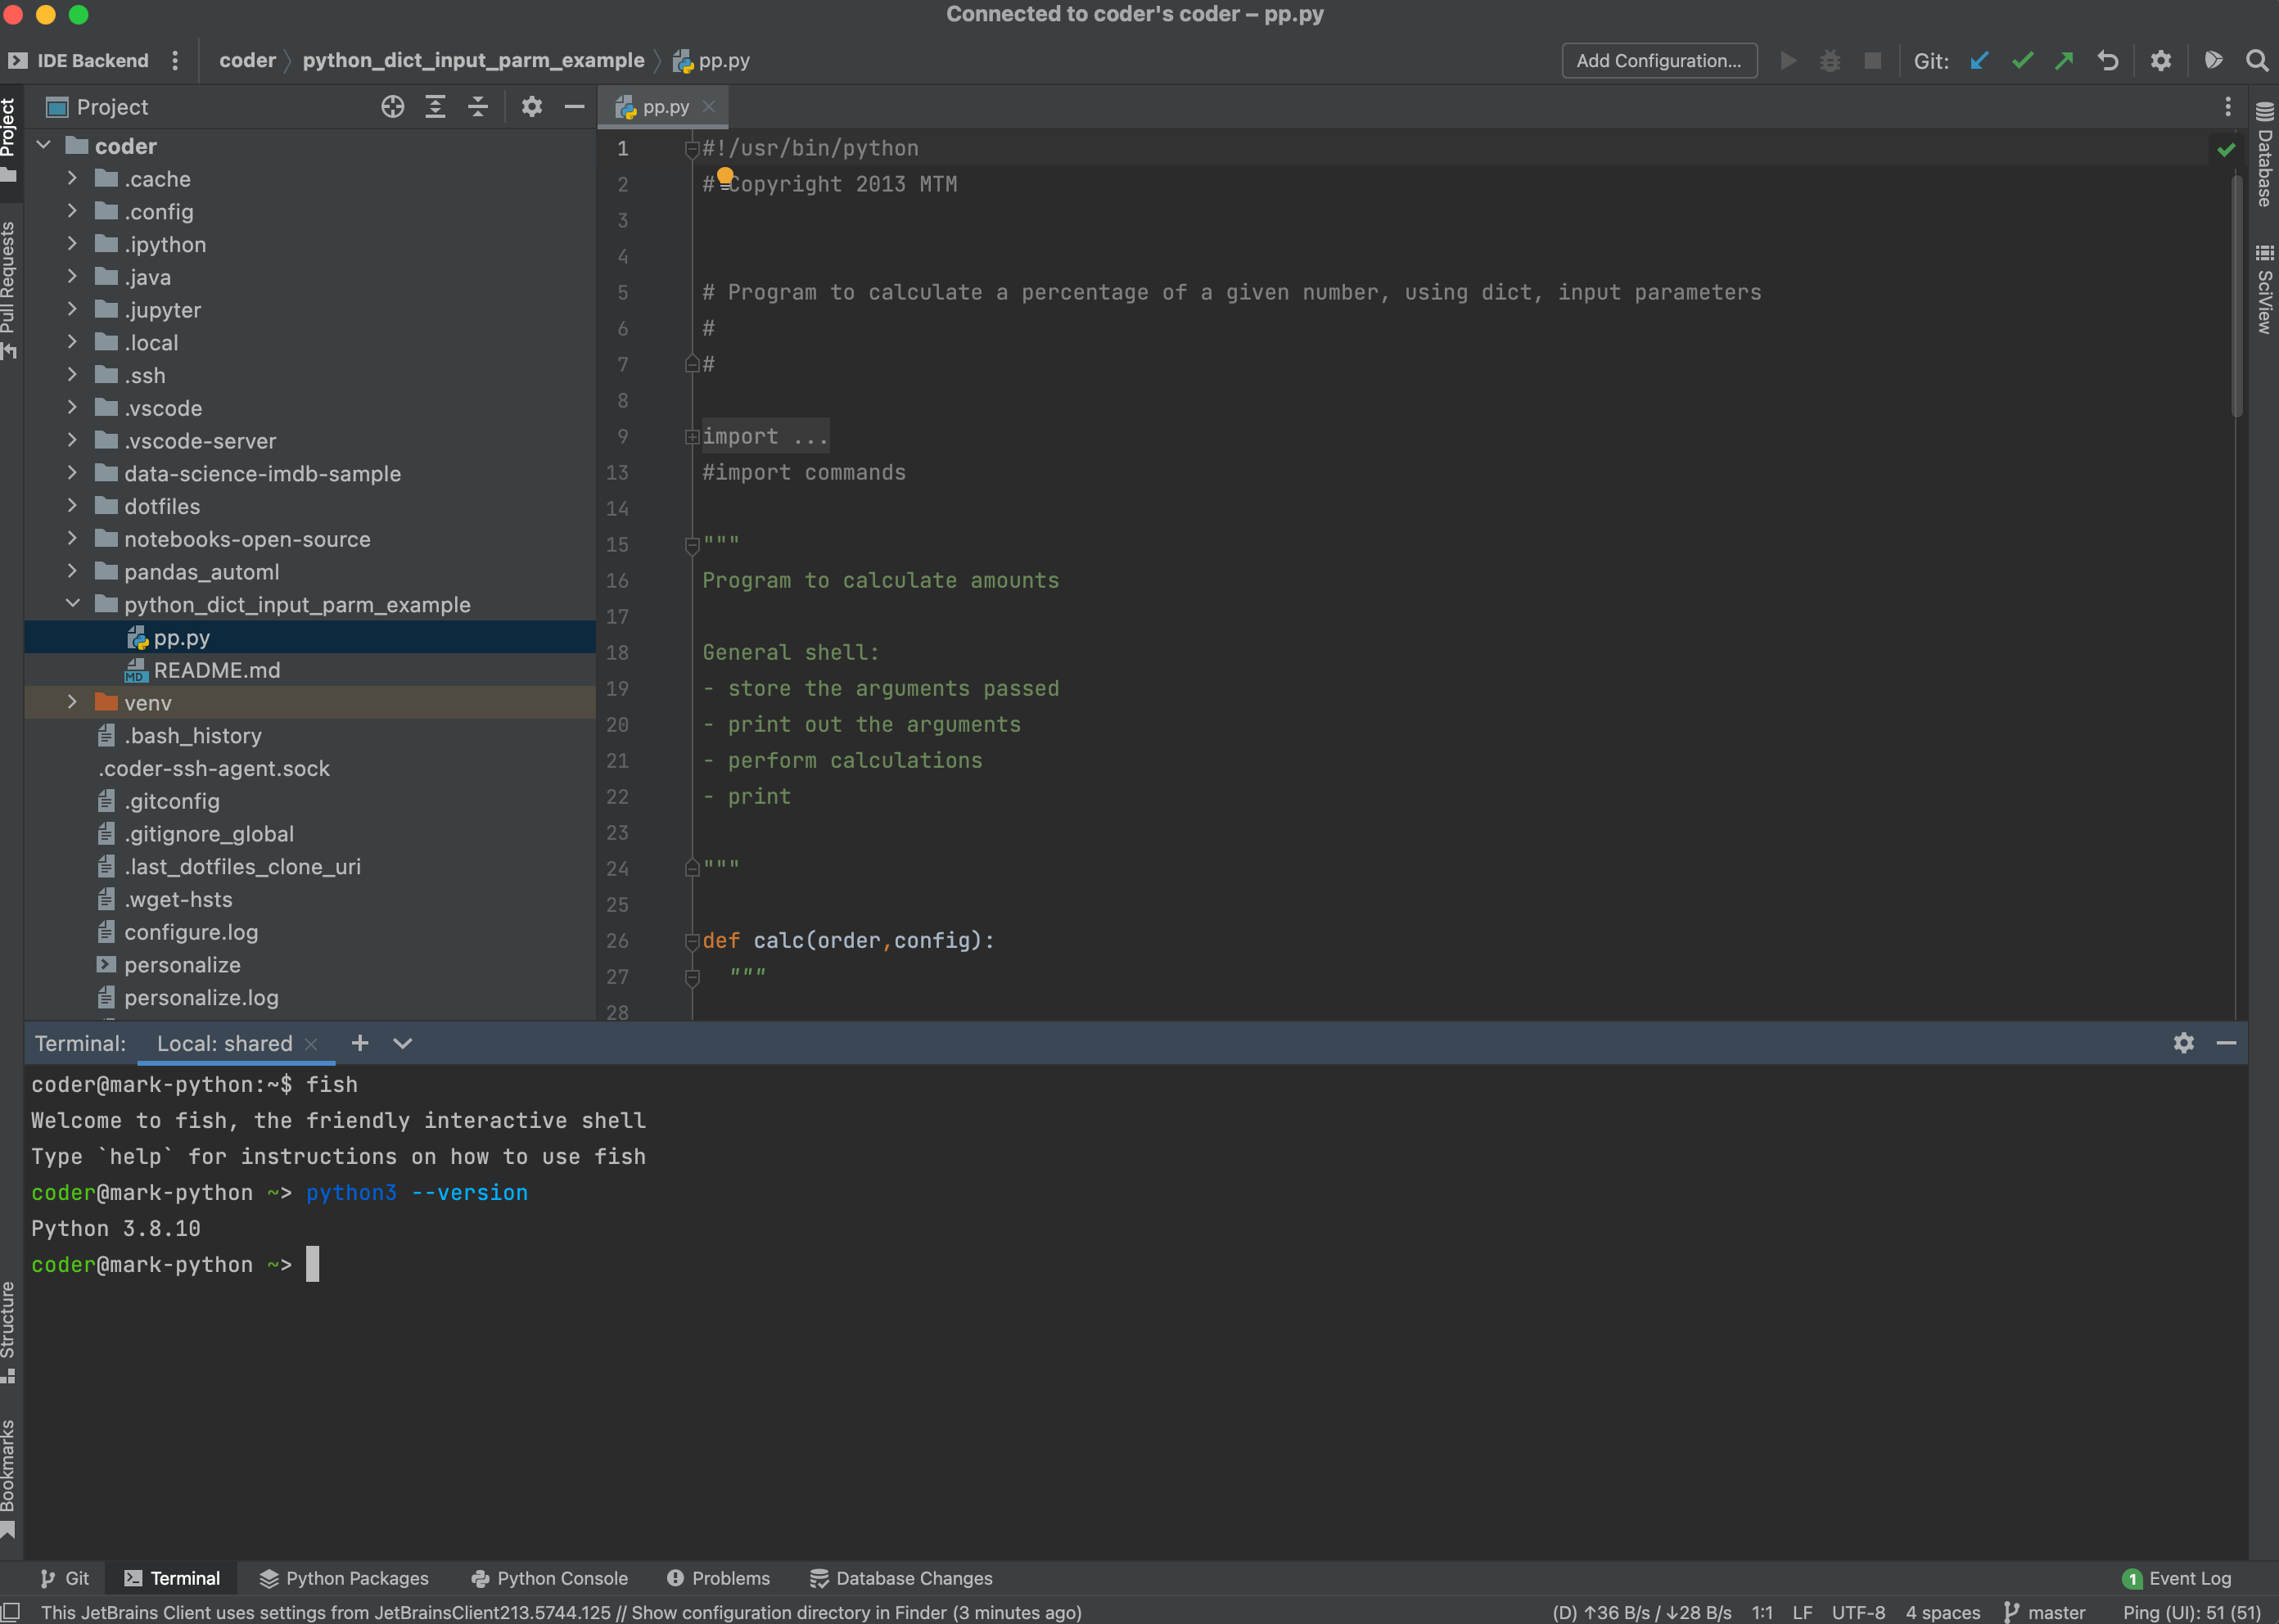 Connected to coder's coder – pp.py
IDE Backend
coder
python_dict_input_parm_example
pp.py
Add Configuration...
Git:
Project
pp.py
Project
Pull Requests
Structure
Bookmarks
Database
SciView
coder
.cache
.config
.ipython
.java
.jupyter
.local
.ssh
.vscode
.vscode-server
data-science-imdb-sample
dotfiles
notebooks-open-source
pandas_automl
python_dict_input_parm_example
pp.py
MD README.md
venv
.bash_history
.coder-ssh-agent.sock
.gitconfig
.gitignore_global
.last_dotfiles_clone_uri
.wget-hsts
configure.log
personalize
personalize.log
1 #!/usr/bin/python
2 # Copyright 2013 MTM
3
4
5 # Program to calculate a percentage of a given number, using dict, input parameters
6 #
7 #
8
9 import ...
13 #import commands
14
15 """
16 Program to calculate amounts
17
18 General shell:
19 - store the arguments passed
20 - print out the arguments
21 - perform calculations
22 - print
23
24 """
25
26 def calc(order,config):
27 """
28
Terminal: Local: shared
coder@mark-python:~$ fish
Welcome to fish, the friendly interactive shell
Type `help` for instructions on how to use fish
coder@mark-python ~> python3 --version
Python 3.8.10
coder@mark-python ~>
Git Terminal Python Packages Python Console Problems Database Changes 1 Event Log
This JetBrains Client uses settings from JetBrainsClient213.5744.125 // Show configuration directory in Finder (3 minutes ago) (D) ↑36 B/s / ↓28 B/s 1:1 LF UTF-8 4 spaces master Ping (UI): 51 (51)